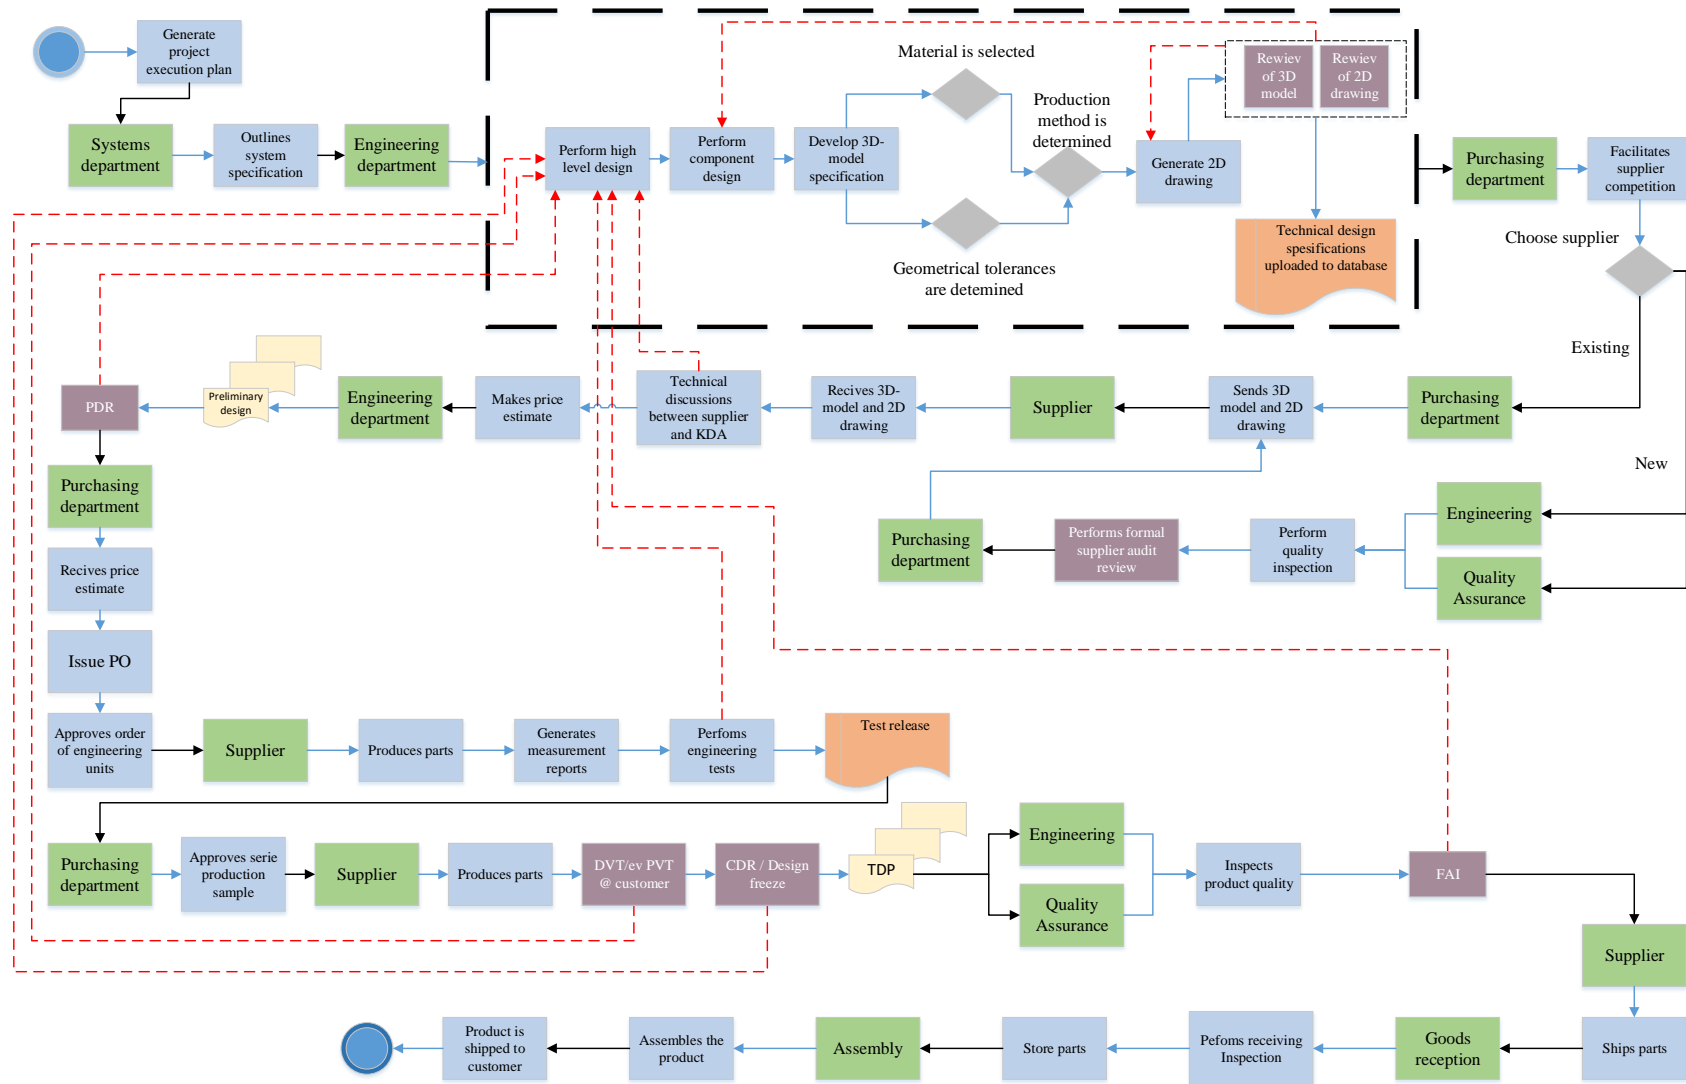 Generate
project
execution plan
Systems
department
Outlines
system
specification
Engineering
department
Perform high
level design
Perform
component
design
Develop 3D-
model
specification
Material is selected
Geometrical tolerances
are detemined
Production
method is
determined
Generate 2D
drawing
Rewiev
of 3D
model
Rewiev
of 2D
drawing
Technical design
spesifications
uploaded to database
Purchasing
department
Facilitates
supplier
competition
Choose supplier
Existing
New
Purchasing
department
Sends 3D
model and 2D
drawing
Supplier
Recives 3D-
model and 2D
drawing
Technical
discussions
between supplier
and KDA
Makes price
estimate
Engineering
department
Preliminary
design
PDR
Engineering
Quality
Assurance
Perform
quality
inspection
Performs formal
supplier audit
review
Purchasing
department
Purchasing
department
Recives price
estimate
Issue PO
Approves order
of engineering
units
Supplier
Produces parts
Generates
measurement
reports
Perfoms
engineering
tests
Test release
Purchasing
department
Approves serie
production
sample
Supplier
Produces parts
DVT/ev PVT
@ customer
CDR / Design
freeze
TDP
Engineering
Quality
Assurance
Inspects
product quality
FAI
Supplier
Ships parts
Goods
reception
Pefoms receiving
Inspection
Store parts
Assembly
Assembles the
product
Product is
shipped to
customer